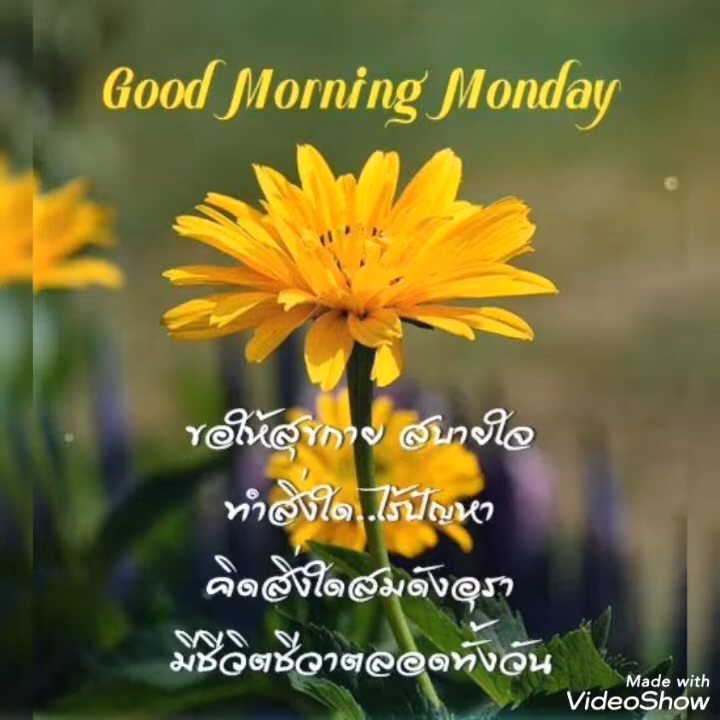 Good Morning Monday
ขอให้สุขกาย สบายใจ
ทำสิ่งใด..ไร้ปัญหา
คิดสิ่งใดสมดังอุรา
มีชีวิตชีวาตลอดทั้งวัน
Made with
VideoShow